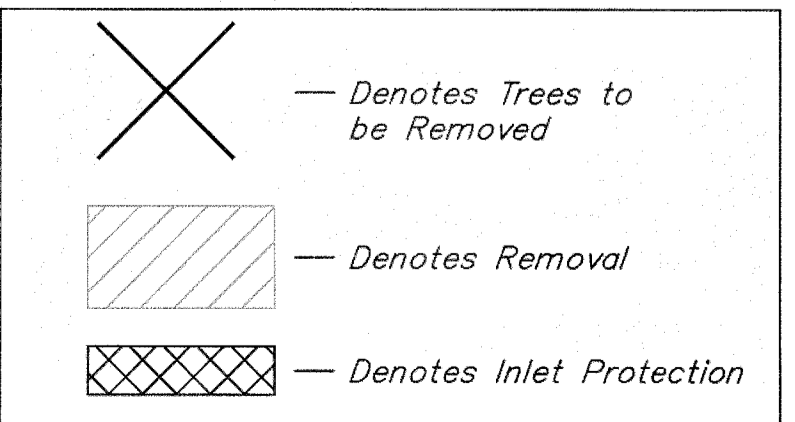 — Denotes Trees to
be Removed
— Denotes Removal
— Denotes Inlet Protection